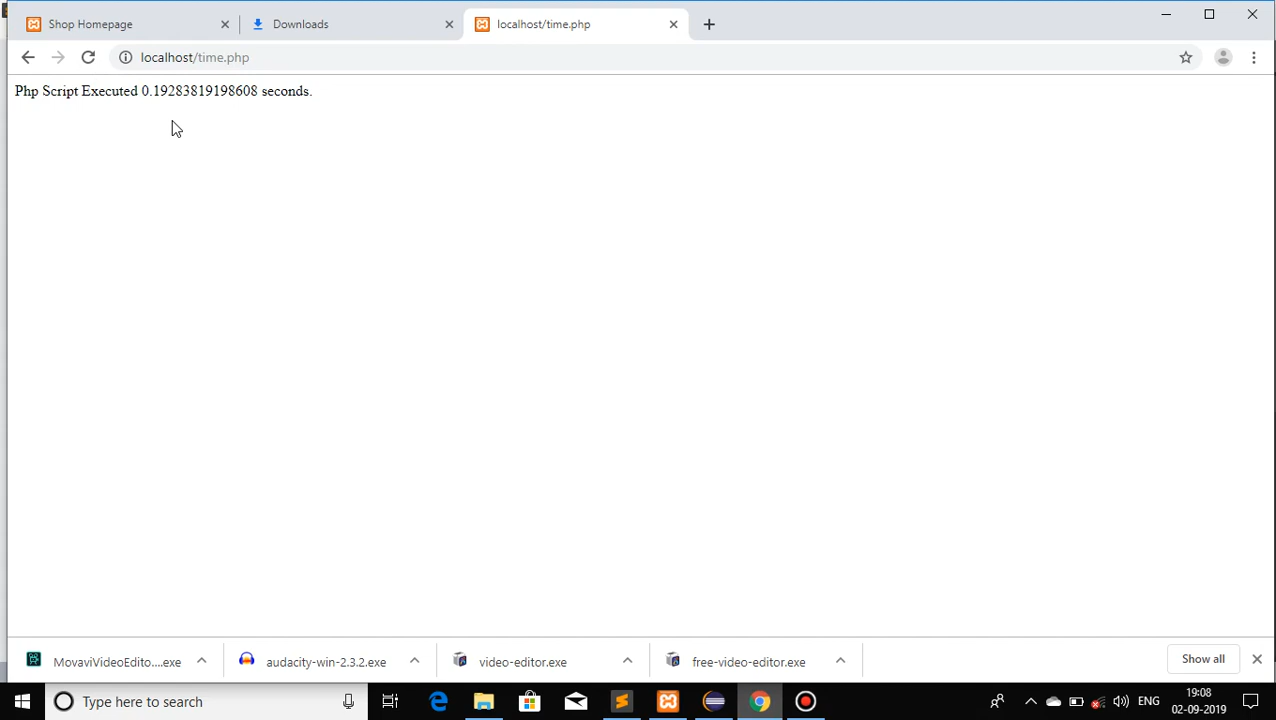 Shop Homepage
Downloads
localhost/time.php
localhost/time.php
Php Script Executed 0.19283819198608 seconds.
MovaviVideoEdito....exe
audacity-win-2.3.2.exe
video-editor.exe
free-video-editor.exe
Show all
Type here to search
ENG
19:08
02-09-2019